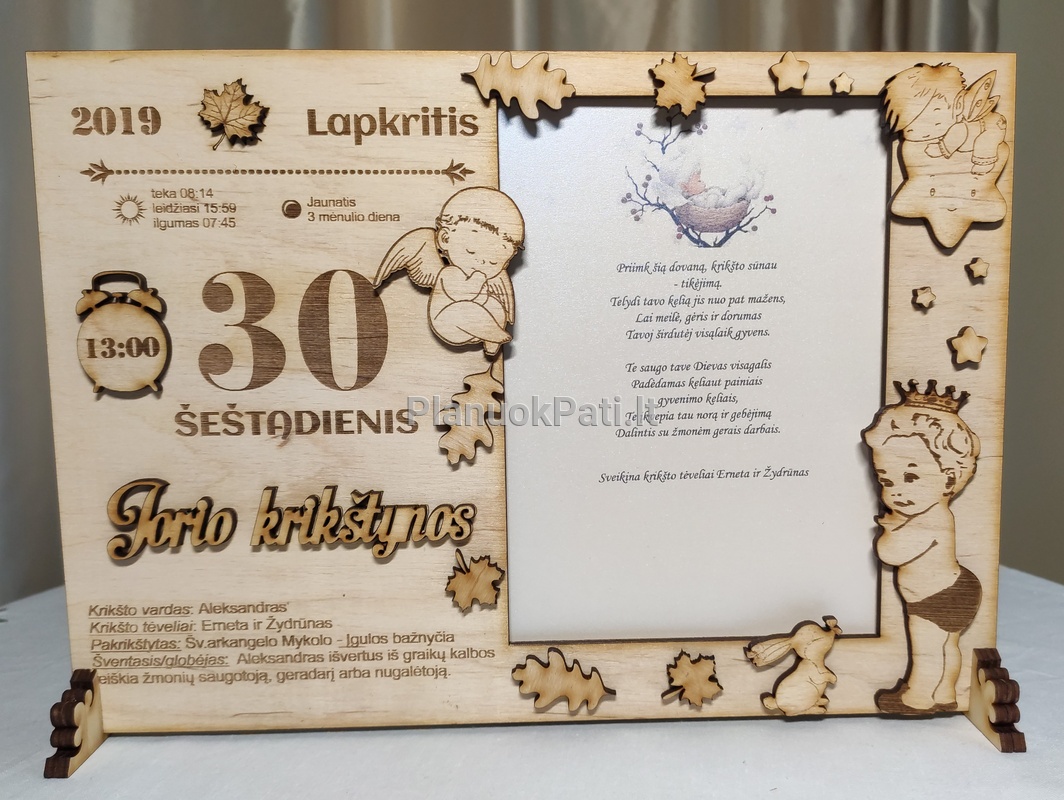 2019 Lapkritis
teka 08:14
leidžiasi 15:59
ilgumas 07:45
Jaunatis
3 mėnulio diena
13:00
30
ŠEŠTADIENIS
Jorio krikštynos
Krikšto vardas: Aleksandras'
Krikšto tėveliai: Erneta ir Žydrūnas
Pakrikštytas: Šv.arkangelo Mykolo - Įgulos bažnyčia
Šventasis/globėjas: Aleksandras išvertus iš graikų kalbos
reiškia žmonių saugotoją, geradarį arba nugalėtoją.
Priimk šią dovaną, krikšto sūnau
- tikėjimą.
Telydi tavo kelią jis nuo pat mažens,
Lai meilė, gėris ir dorumas
Tavoj širdutėj visąlaik gyvens.
Te saugo tave Dievas visagalis
Padėdamas keliaut painiais
gyvenimo keliais,
Te įkvepia tau norą ir gebėjimą
Dalintis su žmonėm gerais darbais.
Sveikina krikšto tėveliai Erneta ir Žydrūnas
PlanuokPati.lt